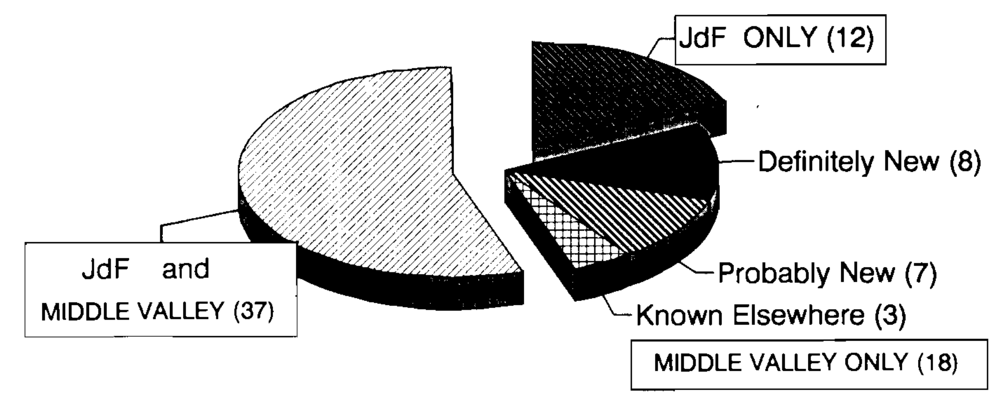 JdF ONLY (12)
Definitely New (8)
JdF and
MIDDLE VALLEY (37)
Probably New (7)
Known Elsewhere (3)
MIDDLE VALLEY ONLY (18)